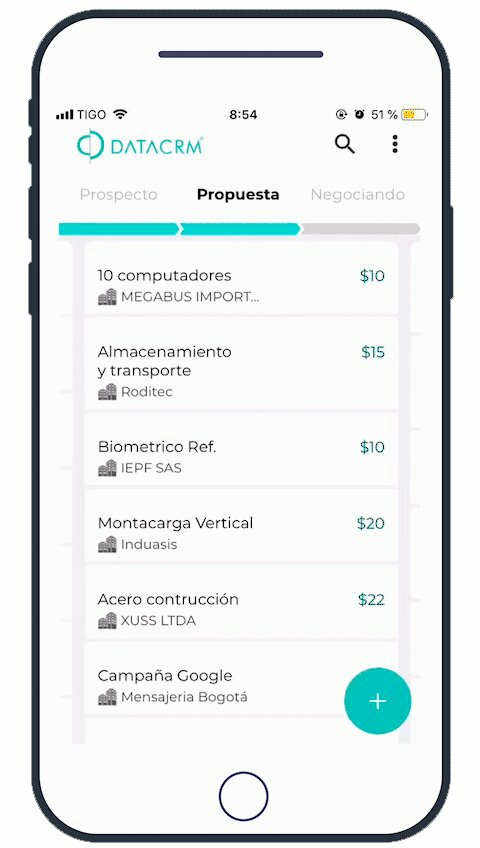 TIGO 8:54 51 %
DATACRM
Prospecto Propuesta Negociando
10 computadores $10
MEGABUS IMPORT...
Almacenamiento $15
y transporte
Roditec
Biometrico Ref. $10
IEPF SAS
Montacarga Vertical $20
Induasis
Acero contrucción $22
XUSS LTDA
Campaña Google
Mensajeria Bogotá
+